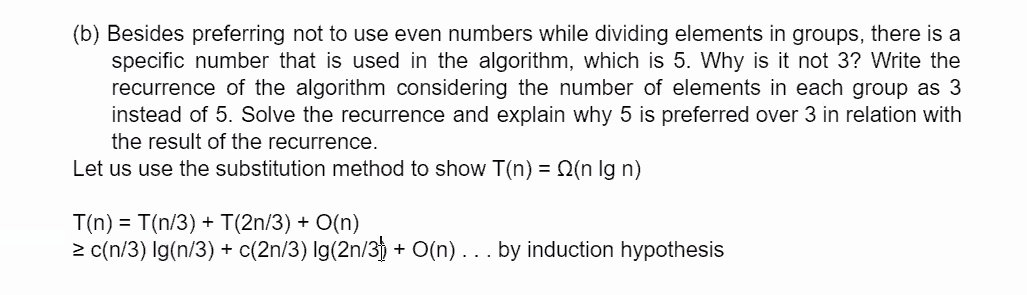 (b) Besides preferring not to use even numbers while dividing elements in groups, there is a
specific number that is used in the algorithm, which is 5. Why is it not 3? Write the
recurrence of the algorithm considering the number of elements in each group as 3
instead of 5. Solve the recurrence and explain why 5 is preferred over 3 in relation with
the result of the recurrence.
Let us use the substitution method to show T(n) = Ω(n lg n)
T(n) = T(n/3) + T(2n/3) + O(n)
≥ c(n/3) lg(n/3) + c(2n/3) lg(2n/3) + O(n) . . . by induction hypothesis